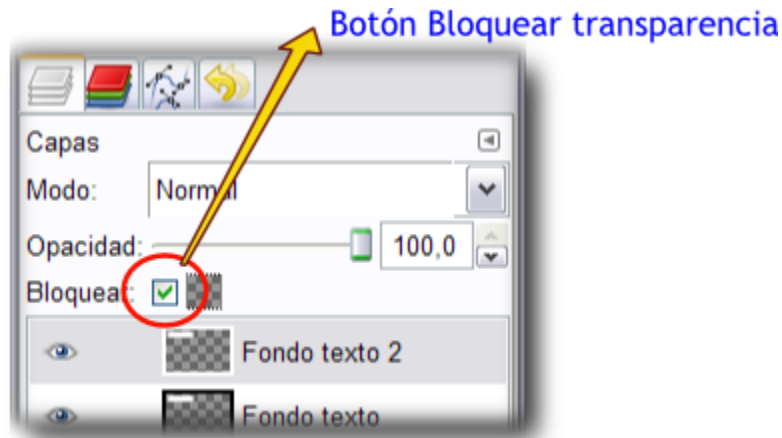 Botón Bloquear transparencia
Capas
Modo: Normal
Opacidad: 100,0
Bloquear:
Fondo texto 2
Fondo texto